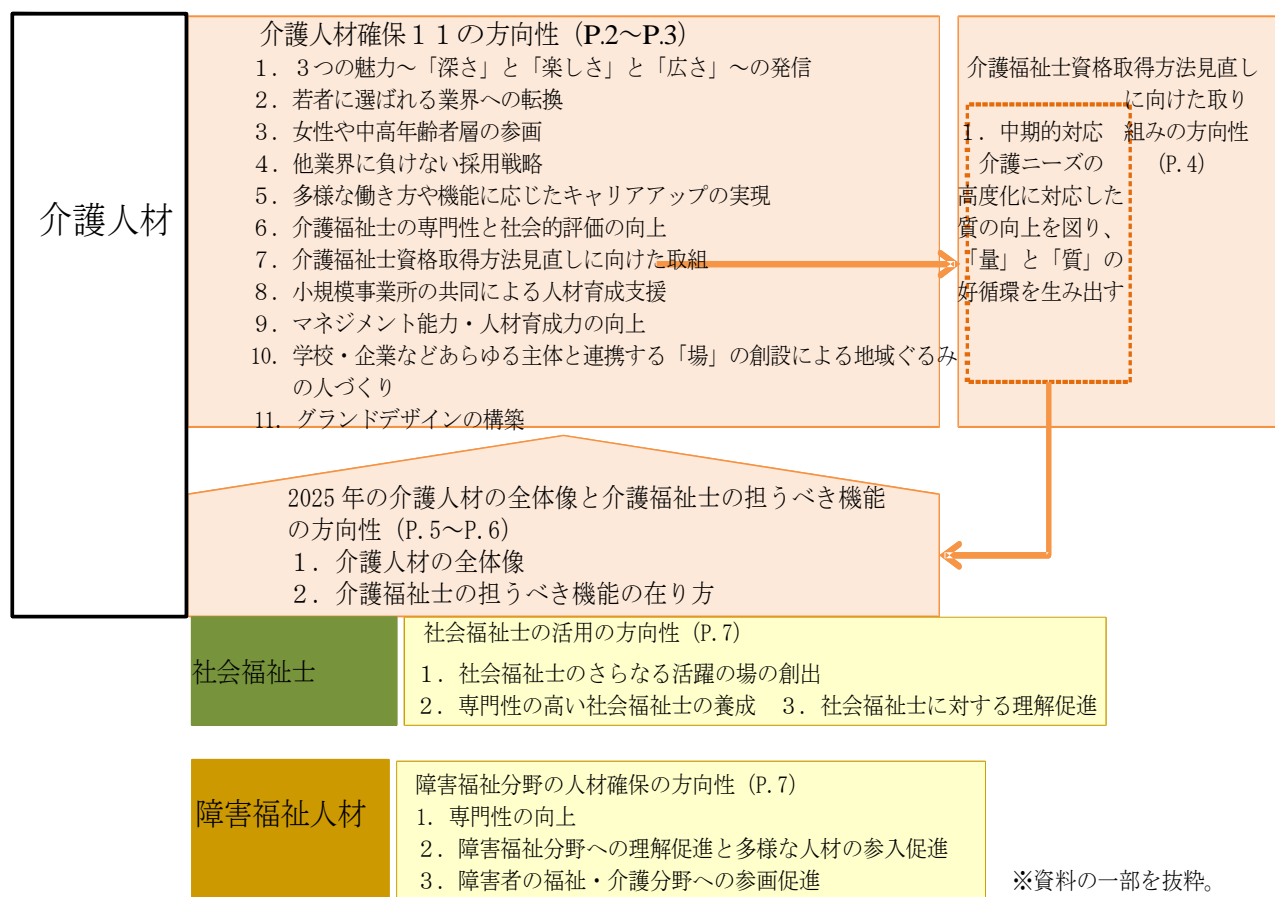 介護人材
介護人材確保１１の方向性（P.2～P.3）
１．３つの魅力～「深さ」と「楽しさ」と「広さ」～の発信
２．若者に選ばれる業界への転換
３．女性や中高年齢者層の参画
４．他業界に負けない採用戦略
５．多様な働き方や機能に応じたキャリアアップの実現
６．介護福祉士の専門性と社会的評価の向上
７．介護福祉士資格取得方法見直しに向けた取組
８．小規模事業所の共同による人材育成支援
９．マネジメント能力・人材育成力の向上
10．学校・企業などあらゆる主体と連携する「場」の創設による地域ぐるみ
の人づくり
11．グランドデザインの構築
介護福祉士資格取得方法見直し
に向けた取り
組みの方向性
（P.4）
１．中期的対応
介護ニーズの
高度化に対応した
質の向上を図り、
「量」と「質」の
好循環を生み出す
2025 年の介護人材の全体像と介護福祉士の担うべき機能
の方向性（P.5～P.6）
１．介護人材の全体像
２．介護福祉士の担うべき機能の在り方
社会福祉士
社会福祉士の活用の方向性（P.7）
１．社会福祉士のさらなる活躍の場の創出
２．専門性の高い社会福祉士の養成　３．社会福祉士に対する理解促進
障害福祉人材
障害福祉分野の人材確保の方向性（P.7）
1．専門性の向上
２．障害福祉分野への理解促進と多様な人材の参入促進
３．障害者の福祉・介護分野への参画促進
※資料の一部を抜粋。